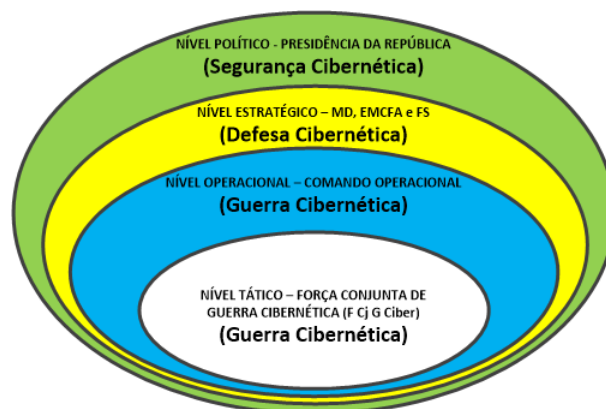 NÍVEL POLÍTICO - PRESIDÊNCIA DA REPÚBLICA
(Segurança Cibernética)
NÍVEL ESTRATÉGICO – MD, EMCFA e FS
(Defesa Cibernética)
NÍVEL OPERACIONAL – COMANDO OPERACIONAL
(Guerra Cibernética)
NÍVEL TÁTICO – FORÇA CONJUNTA DE
GUERRA CIBERNÉTICA (F Cj G Ciber)
(Guerra Cibernética)